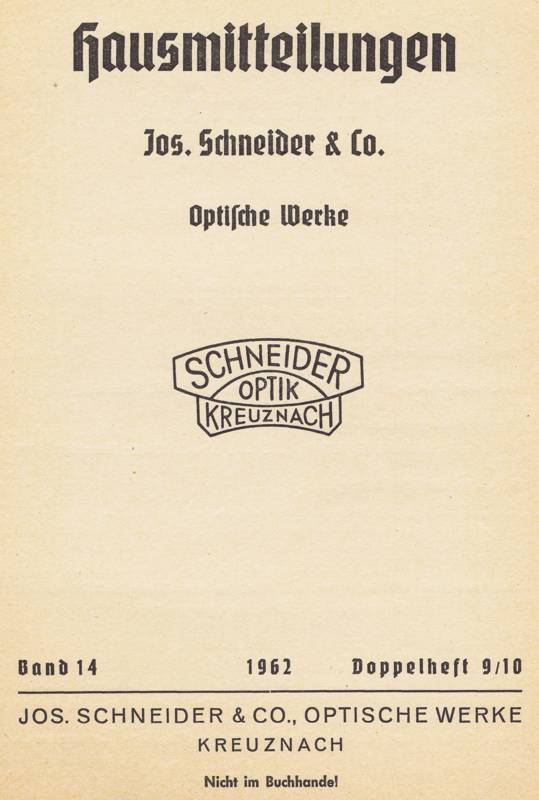 Hausmitteilungen
Jos. Schneider & Co.
Optiſche Werke
SCHNEIDER
OPTIK
KREUZNACH
Band 14 1962 Doppelheft 9/10
JOS. SCHNEIDER & CO., OPTISCHE WERKE
KREUZNACH
Nicht im Buchhandel